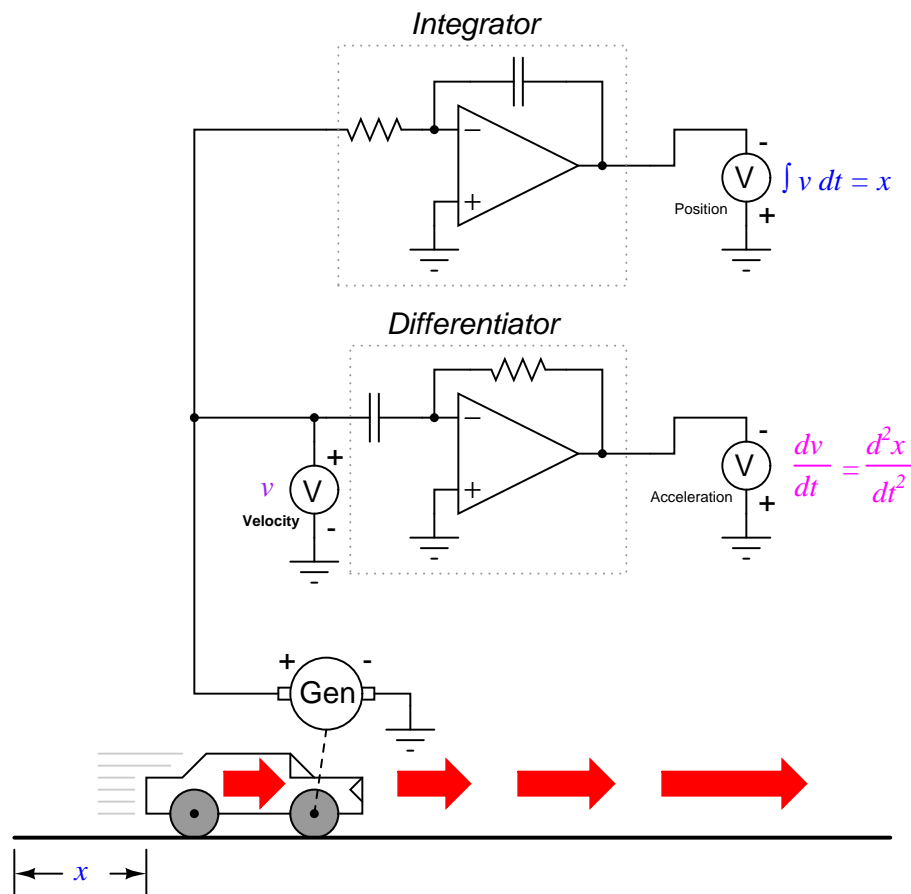 Integrator
−
+
-
V
∫ v dt = x
Position
+
Differentiator
−
+
-
V
dv/dt = d²x/dt²
Acceleration
+
+
v
V
Velocity
-
+
-
Gen
x